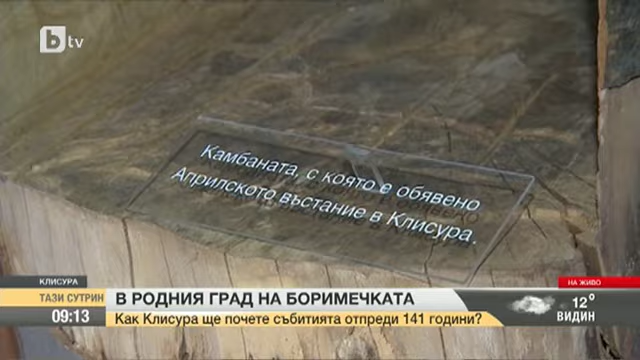 btv
Камбаната, с която е обявено
Априлското въстание в Клисура.
КЛИСУРА
НА ЖИВО
ТАЗИ СУТРИН
В РОДНИЯ ГРАД НА БОРИМЕЧКАТА
12°
09:13
Как Клисура ще почете събитията отпреди 141 години?
ВИДИН